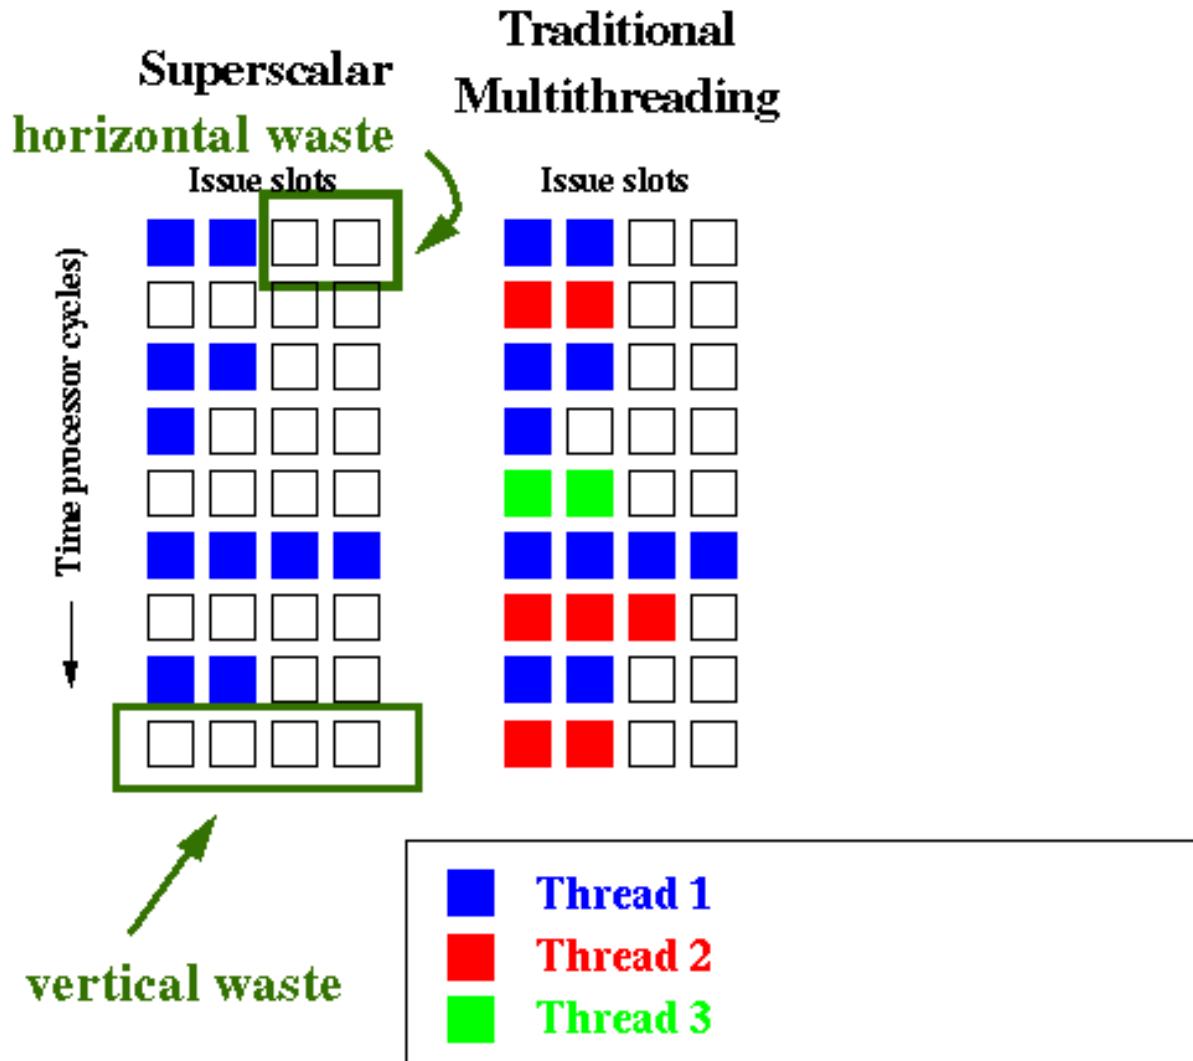 Superscalar
Traditional
Multithreading
horizontal waste
Issue slots
Issue slots
Time processor cycles)
vertical waste
Thread 1
Thread 2
Thread 3